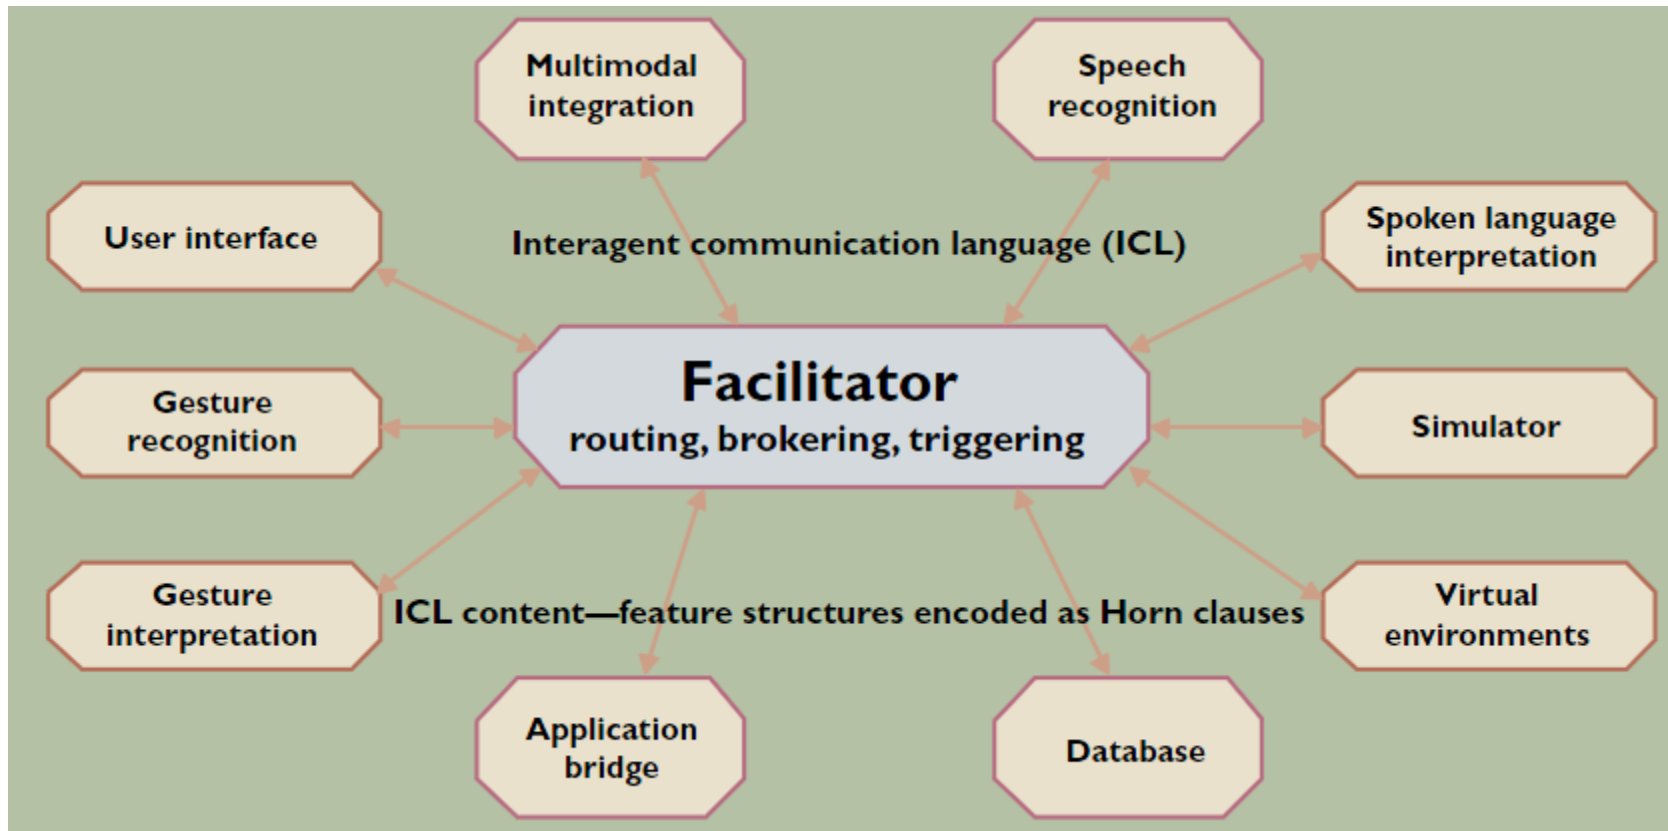 Multimodal
integration
Speech
recognition
User interface
Interagent communication language (ICL)
Spoken language
interpretation
Facilitator
routing, brokering, triggering
Gesture
recognition
Simulator
Gesture
interpretation
ICL content—feature structures encoded as Horn clauses
Virtual
environments
Application
bridge
Database